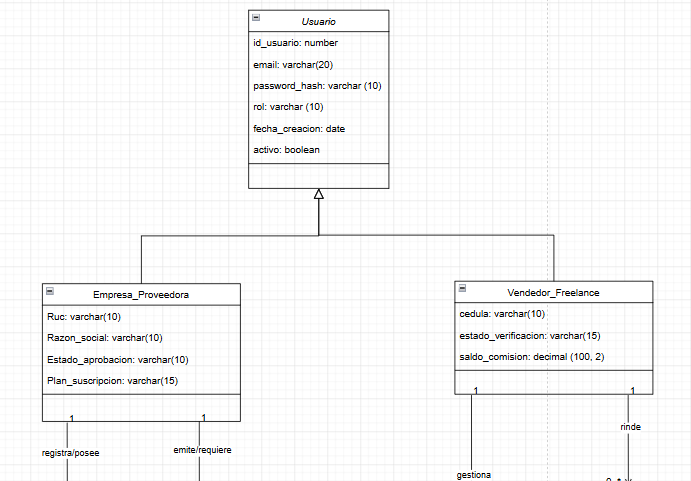 Usuario
id_usuario: number
email: varchar(20)
password_hash: varchar (10)
rol: varchar (10)
fecha_creacion: date
activo: boolean
Empresa_Proveedora
Ruc: varchar(10)
Razon_social: varchar(10)
Estado_aprobacion: varchar(10)
Plan_suscripcion: varchar(15)
1
1
registra/posee
emite/requiere
Vendedor_Freelance
cedula: varchar(10)
estado_verificacion: varchar(15)
saldo_comision: decimal (100, 2)
1
1
rinde
gestiona